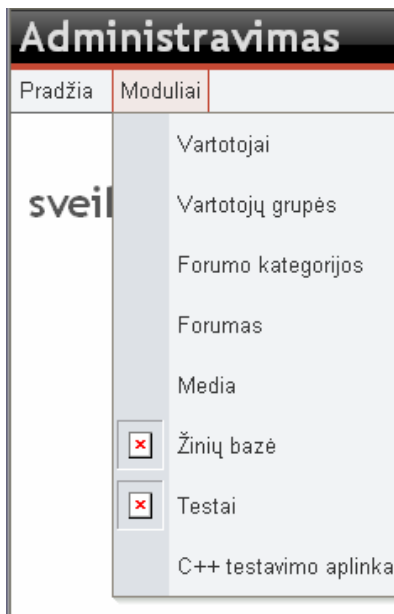 Administravimas
Pradžia Moduliai
Vartotojai
Vartotojų grupės
Forumo kategorijos
Forumas
Media
Žinių bazė
Testai
C++ testavimo aplinka